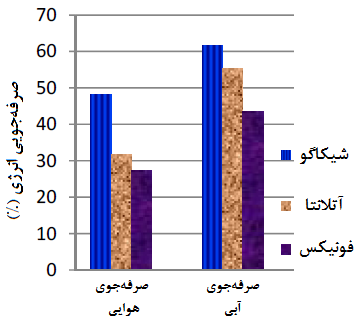 صرفه‌جویی انرژی (%)
70
60
50
40
30
20
10
0
شیکاگو
آتلانتا
فونیکس
صرفه‌جوی
هوایی
صرفه‌جوی
آبی